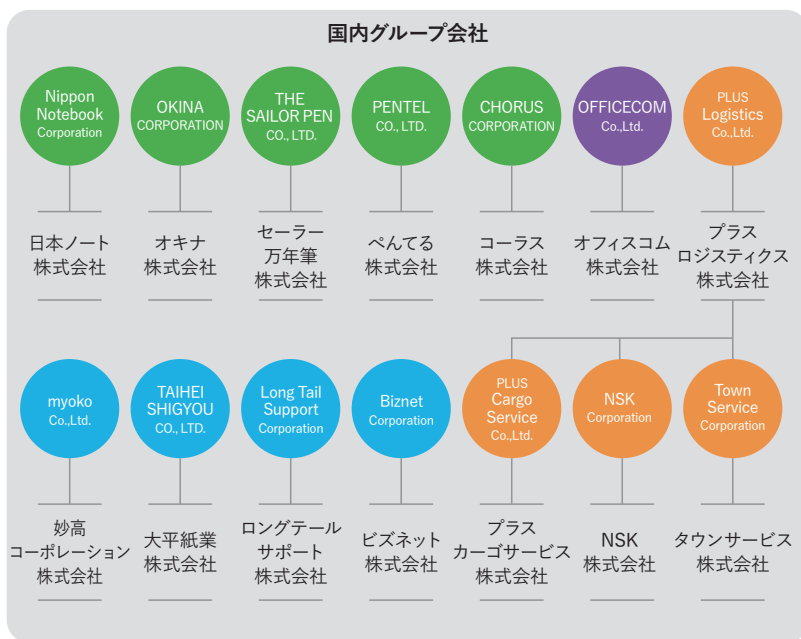 国内グループ会社
Nippon
Notebook
Corporation
OKINA
CORPORATION
THE
SAILOR PEN
CO., LTD.
PENTEL
CO., LTD.
CHORUS
CORPORATION
OFFICECOM
Co.,Ltd.
PLUS
Logistics
Co.,Ltd.
日本ノート
株式会社
オキナ
株式会社
セーラー
万年筆
株式会社
ぺんてる
株式会社
コーラス
株式会社
オフィスコム
株式会社
プラス
ロジスティクス
株式会社
myoko
Co.,Ltd.
TAIHEI
SHIGYOU
CO., LTD.
Long Tail
Support
Corporation
Biznet
Corporation
PLUS
Cargo
Service
Co.,Ltd.
NSK
Corporation
Town
Service
Corporation
妙高
コーポレーション
株式会社
大平紙業
株式会社
ロングテール
サポート
株式会社
ビズネット
株式会社
プラス
カーゴサービス
株式会社
NSK
株式会社
タウンサービス
株式会社